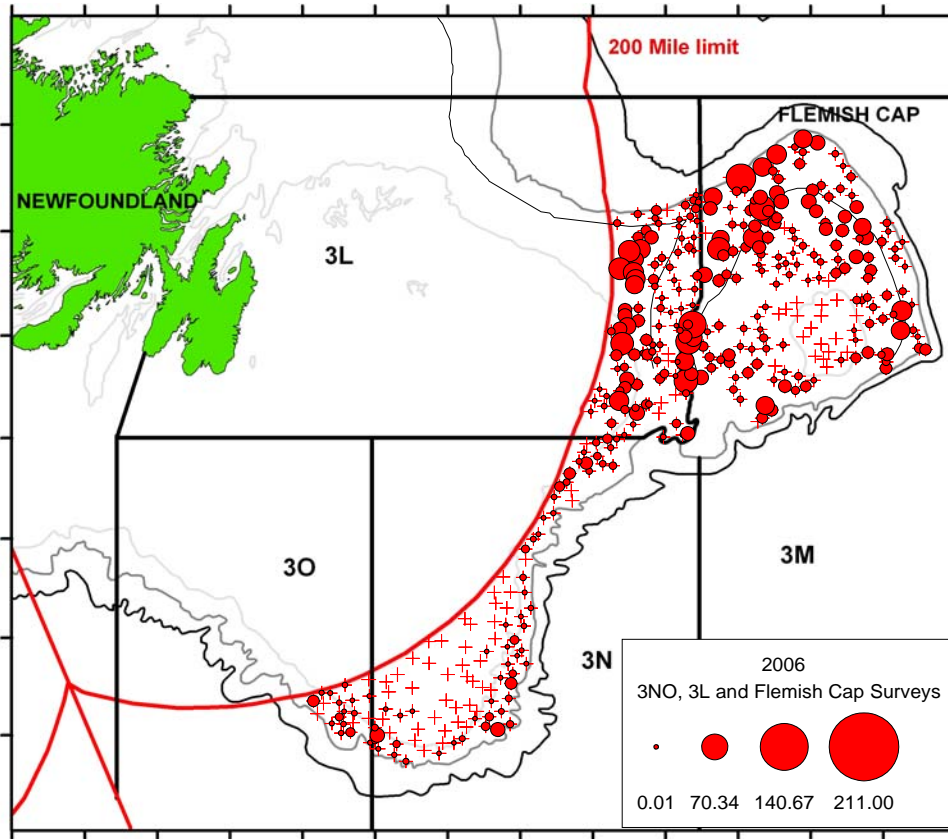 200 Mile limit
FLEMISH CAP
NEWFOUNDLAND
3L
3O
3M
3N
2006
3NO, 3L and Flemish Cap Surveys
0.01 70.34 140.67 211.00